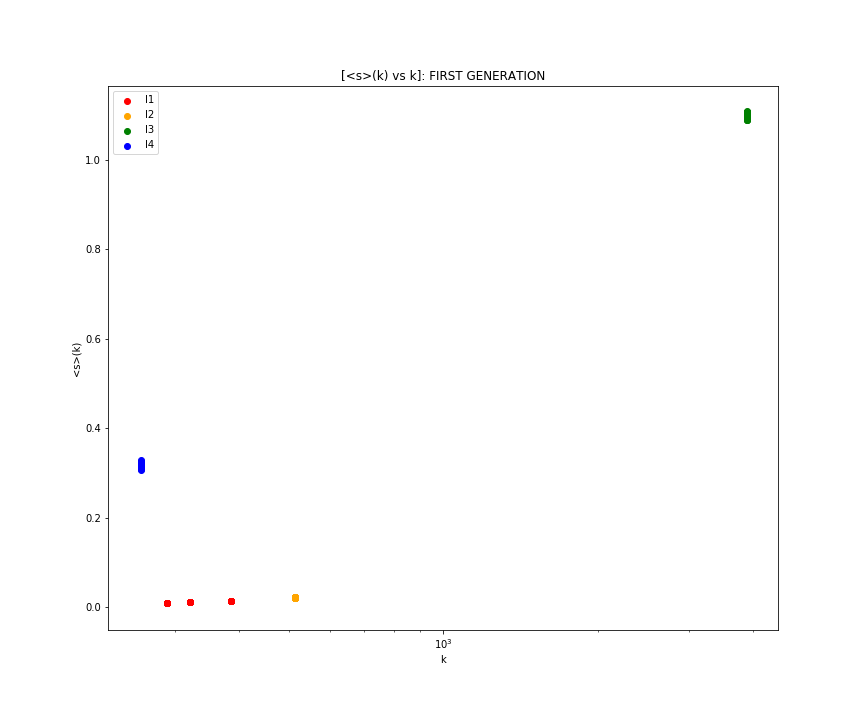 [<s>(k) vs k]: FIRST GENERATION
l1
l2
l3
l4
1.0
0.8
0.6
0.4
0.2
0.0
<s>(k)
10³
k